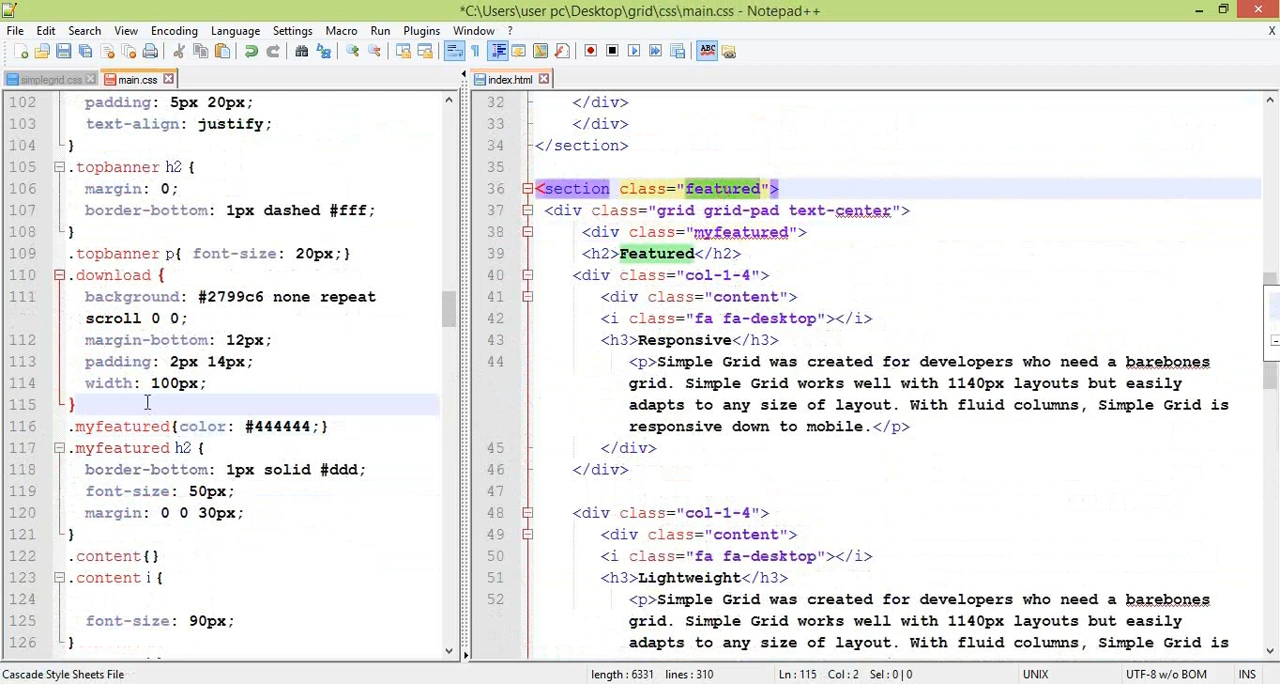 *C:\Users\user pc\Desktop\grid\css\main.css - Notepad++
File Edit Search View Encoding Language Settings Macro Run Plugins Window ? X
simplegrid.css main.css
102 padding: 5px 20px;
103 text-align: justify;
104 }
105 .topbanner h2 {
106 margin: 0;
107 border-bottom: 1px dashed #fff;
108 }
109 .topbanner p{ font-size: 20px;}
110 .download {
111 background: #2799c6 none repeat
scroll 0 0;
112 margin-bottom: 12px;
113 padding: 2px 14px;
114 width: 100px;
115 }
116 .myfeatured{color: #444444;}
117 .myfeatured h2 {
118 border-bottom: 1px solid #ddd;
119 font-size: 50px;
120 margin: 0 0 30px;
121 }
122 .content{}
123 .content i {
124
125 font-size: 90px;
126 }
index.html
32 </div>
33 </div>
34 </section>
35
36 <section class="featured">
37 <div class="grid grid-pad text-center">
38 <div class="myfeatured">
39 <h2>Featured</h2>
40 <div class="col-1-4">
41 <div class="content">
42 <i class="fa fa-desktop"></i>
43 <h3>Responsive</h3>
44 <p>Simple Grid was created for developers who need a barebones
grid. Simple Grid works well with 1140px layouts but easily
adapts to any size of layout. With fluid columns, Simple Grid is
responsive down to mobile.</p>
45 </div>
46 </div>
47
48 <div class="col-1-4">
49 <div class="content">
50 <i class="fa fa-desktop"></i>
51 <h3>Lightweight</h3>
52 <p>Simple Grid was created for developers who need a barebones
grid. Simple Grid works well with 1140px layouts but easily
adapts to any size of layout. With fluid columns, Simple Grid is
Cascade Style Sheets File length : 6331 lines : 310 Ln : 115 Col : 2 Sel : 0 | 0 UNIX UTF-8 w/o BOM INS